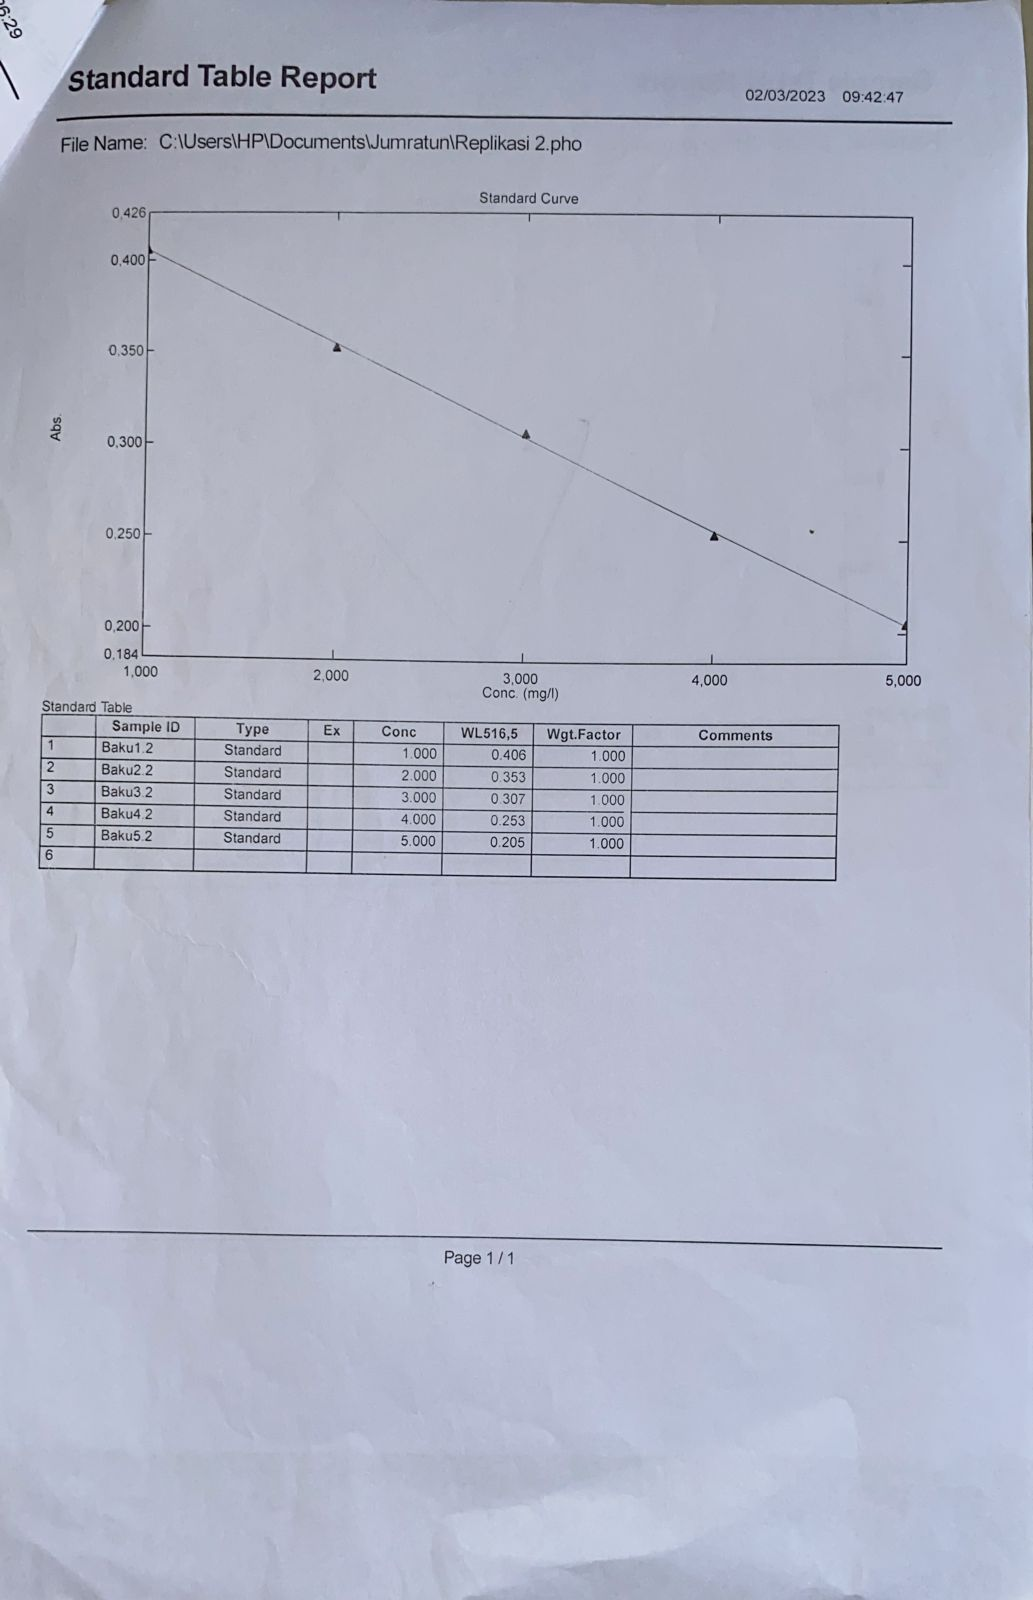 6:29
Standard Table Report
02/03/2023 09:42:47
File Name: C:\Users\HP\Documents\Jumratun\Replikasi 2.pho
Standard Curve
0,426
0,400
0,350
0,300
0,250
0,200
0,184
Abs.
1,000 2,000 3,000 4,000 5,000
Conc. (mg/l)
Standard Table
Sample ID Type Ex Conc WL516,5 Wgt.Factor Comments
1 Baku1.2 Standard 1.000 0.406 1.000
2 Baku2.2 Standard 2.000 0.353 1.000
3 Baku3.2 Standard 3.000 0.307 1.000
4 Baku4.2 Standard 4.000 0.253 1.000
5 Baku5.2 Standard 5.000 0.205 1.000
6
Page 1 / 1